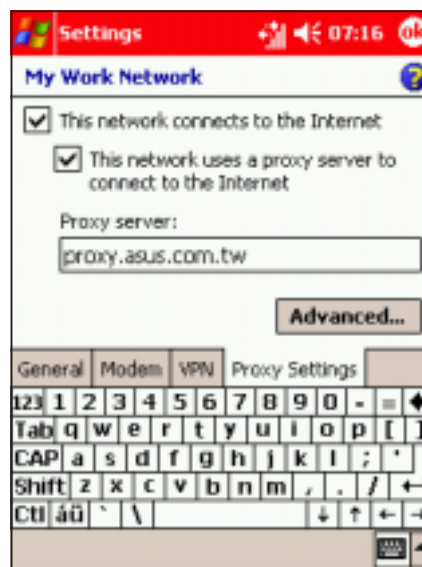 Settings 07:16 ok
My Work Network
This network connects to the Internet
This network uses a proxy server to
connect to the Internet
Proxy server:
proxy.asus.com.tw
Advanced...
General Modem VPN Proxy Settings
123 1 2 3 4 5 6 7 8 9 0 - =
Tab q w e r t y u i o p [ ]
CAP a s d f g h j k l ; '
Shift z x c v b n m , . / ←
Ctl áü ` \ ↓ ↑ ← →